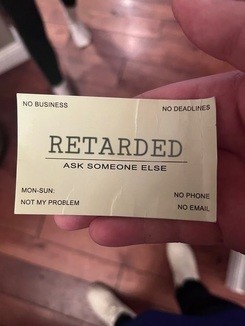 NO BUSINESS
NO DEADLINES
RETARDED
ASK SOMEONE ELSE
MON-SUN:
NOT MY PROBLEM
NO PHONE
NO EMAIL